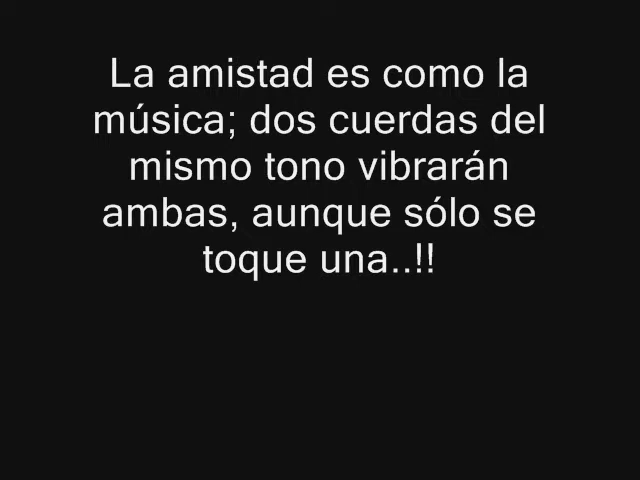 La amistad es como la
música; dos cuerdas del
mismo tono vibrarán
ambas, aunque sólo se
toque una..!!